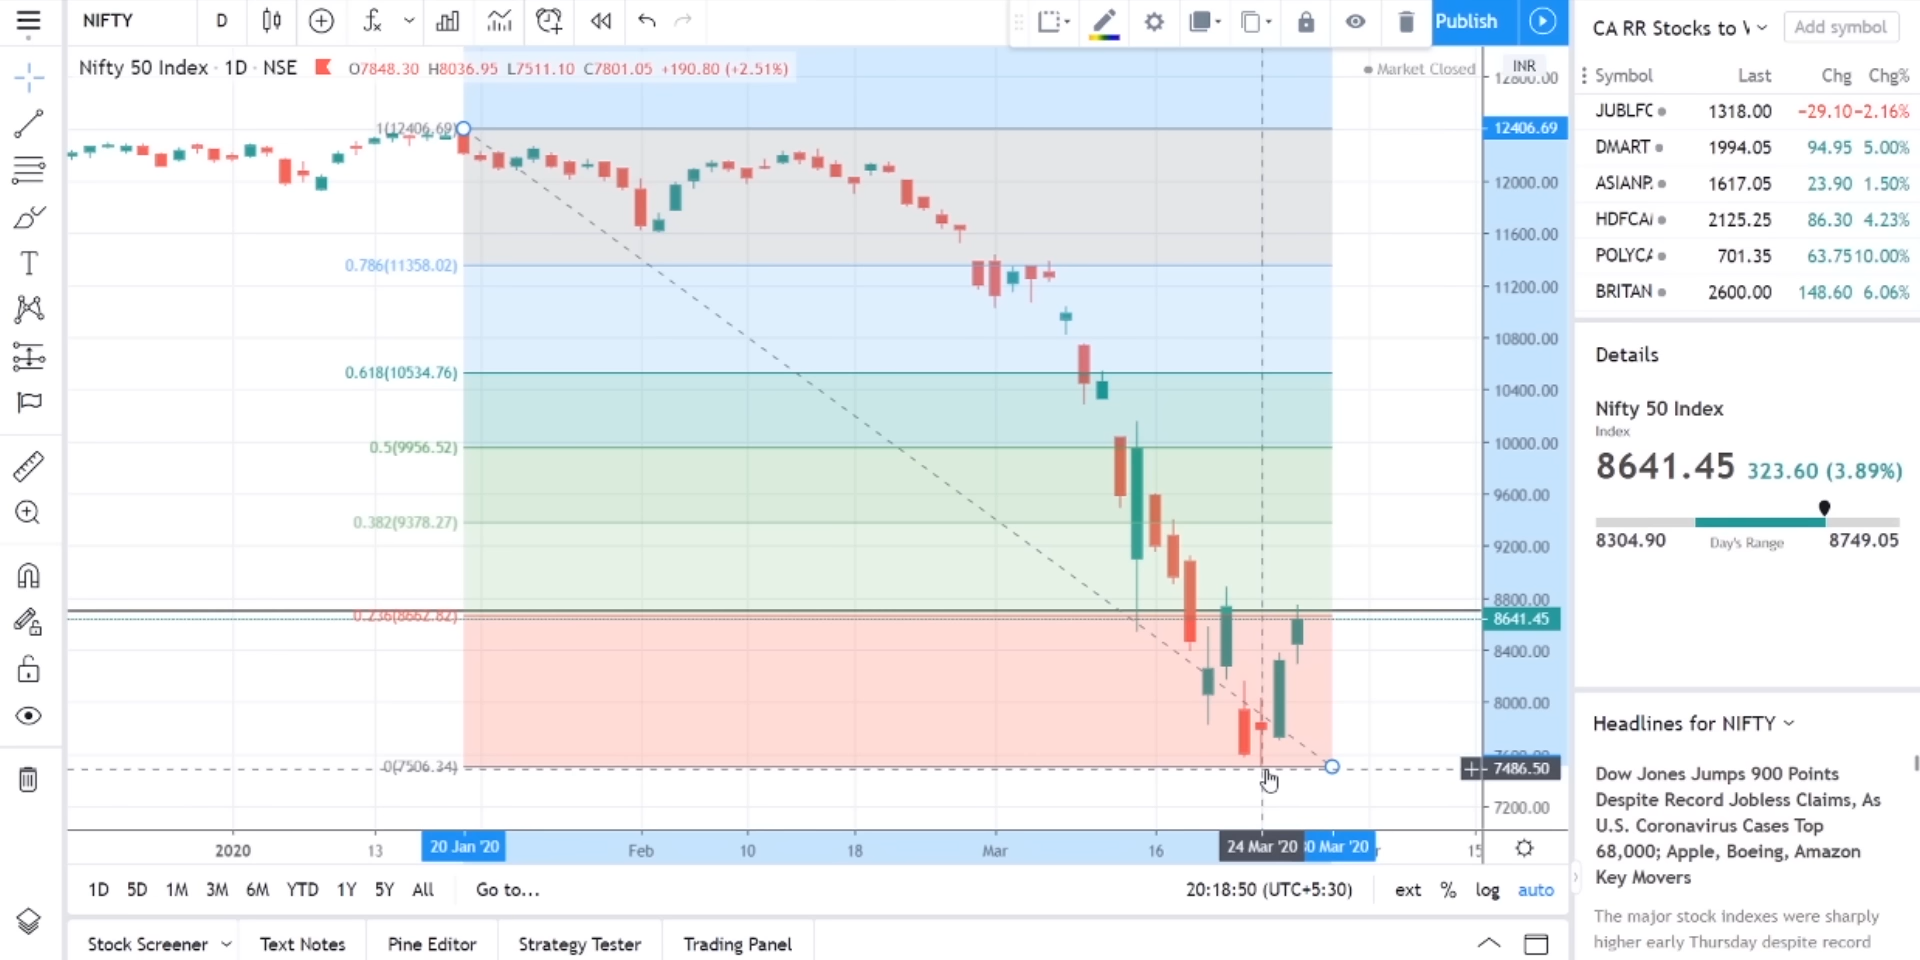 NIFTY D Publish
CA RR Stocks to
Add symbol
Nifty 50 Index · 1D · NSE O7848.30 H8036.95 L7511.10 C7801.05 +190.80 (+2.51%)
Market Closed
INR
12800.00
12406.69
12000.00
11600.00
11200.00
10800.00
10400.00
10000.00
9600.00
9200.00
8800.00
8641.45
8400.00
8000.00
7486.50
7200.00
1(12406.69)
0.786(11358.02)
0.618(10534.76)
0.5(9956.52)
0.382(9378.27)
0.236(8662.82)
0(7506.34)
2020 13 20 Jan '20 Feb 10 18 Mar 16 24 Mar '20 30 Mar '20 15
1D 5D 1M 3M 6M YTD 1Y 5Y All Go to...
20:18:50 (UTC+5:30) ext % log auto
Stock Screener Text Notes Pine Editor Strategy Tester Trading Panel
Symbol Last Chg Chg%
JUBLFC 1318.00 −29.10 −2.16%
DMART 1994.05 94.95 5.00%
ASIANP 1617.05 23.90 1.50%
HDFCA 2125.25 86.30 4.23%
POLYCA 701.35 63.75 10.00%
BRITAN 2600.00 148.60 6.06%
Details
Nifty 50 Index
Index
8641.45 323.60 (3.89%)
8304.90 Day's Range 8749.05
Headlines for NIFTY
Dow Jones Jumps 900 Points
Despite Record Jobless Claims, As
U.S. Coronavirus Cases Top
68,000; Apple, Boeing, Amazon
Key Movers
The major stock indexes were sharply
higher early Thursday despite record